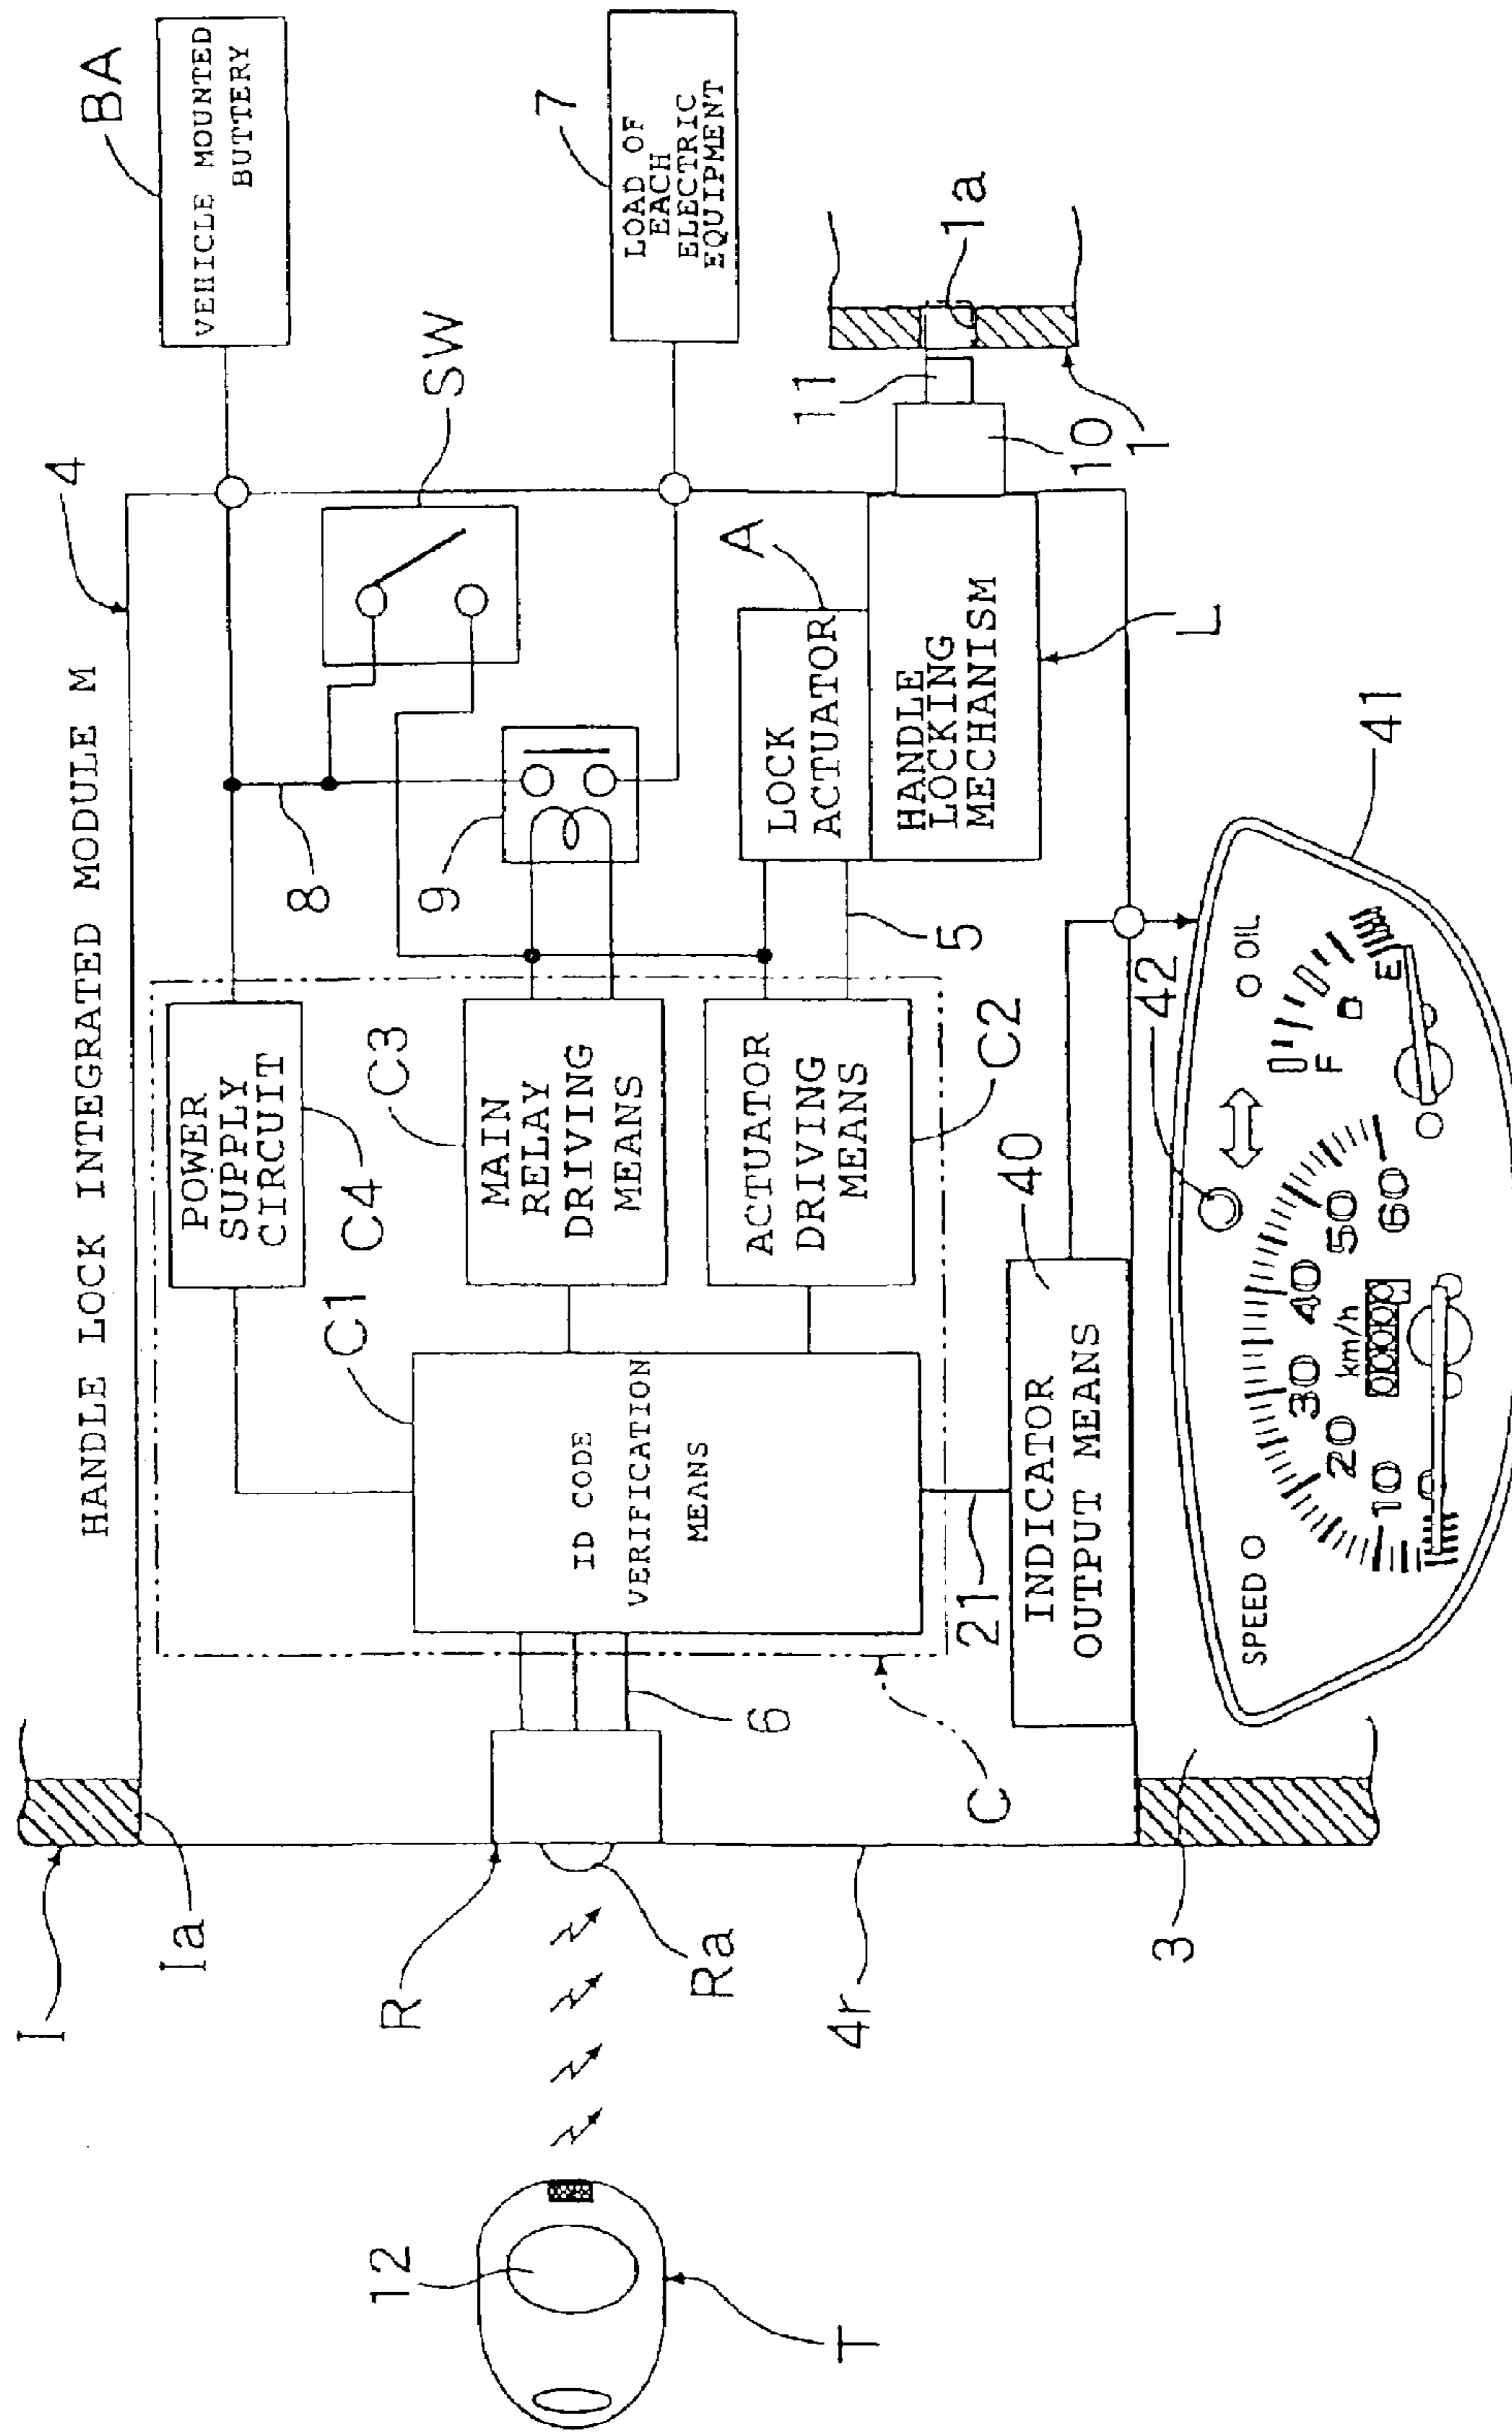 HANDLE LOCK INTEGRATED MODULE M
4
BA
VEHICLE MOUNTED
BUTTERY
I
Ia
POWER
SUPPLY
CIRCUIT
C4
8
SW
R
Ra
6
C1
ID CODE
VERIFICATION
MEANS
C3
MAIN
RELAY
DRIVING
MEANS
9
7
LOAD OF
EACH
ELECTRIC
EQUIPMENT
12
T
ACTUATOR
DRIVING
MEANS
C2
LOCK
ACTUATOR
A
5
HANDLE
LOCKING
MECHANISM
L
11
10
1a
1
4r
C
21
INDICATOR
OUTPUT MEANS
40
3
42
41
SPEED
OIL
10
20
30
40
50
60
km/h
00000
F
E